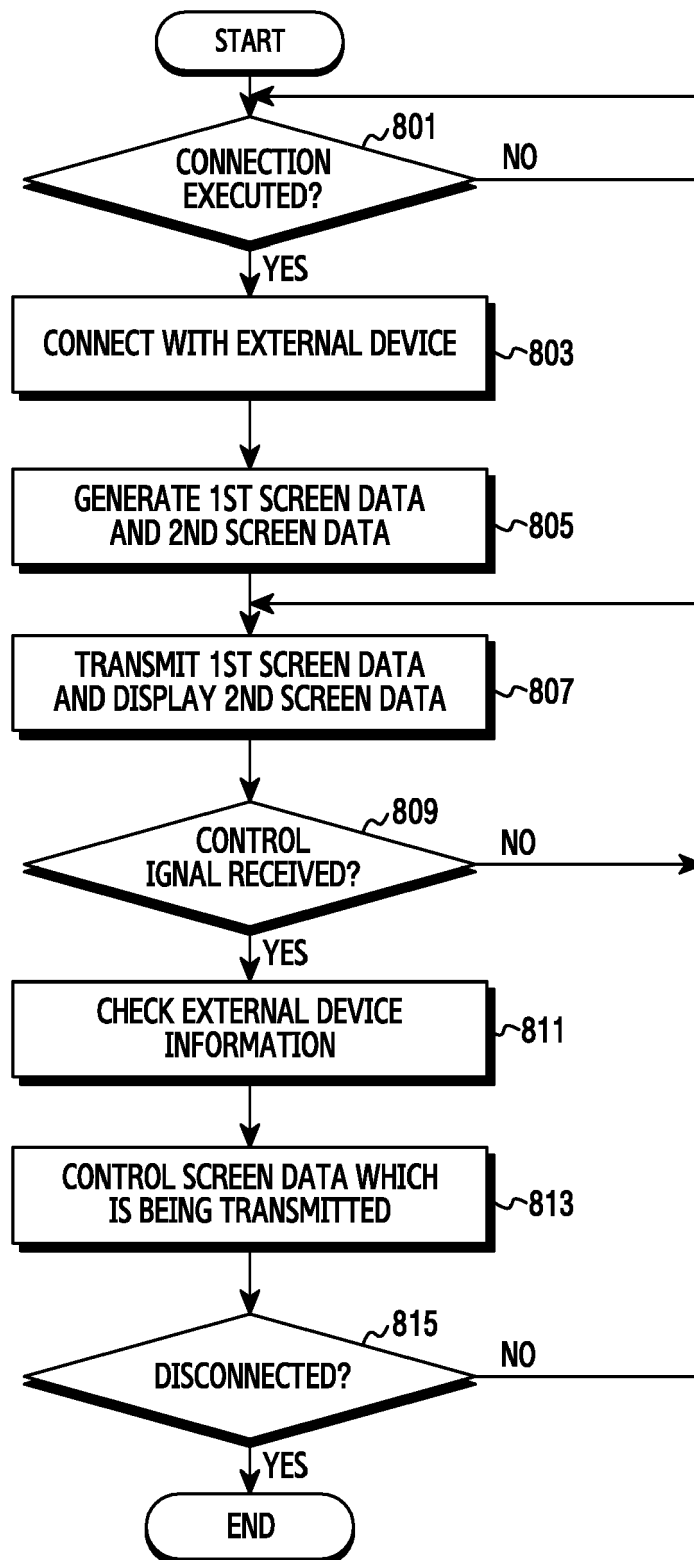 START
801
CONNECTION
EXECUTED?
NO
YES
CONNECT WITH EXTERNAL DEVICE
803
GENERATE 1ST SCREEN DATA
AND 2ND SCREEN DATA
805
TRANSMIT 1ST SCREEN DATA
AND DISPLAY 2ND SCREEN DATA
807
809
CONTROL
IGNAL RECEIVED?
NO
YES
CHECK EXTERNAL DEVICE
INFORMATION
811
CONTROL SCREEN DATA WHICH
IS BEING TRANSMITTED
813
815
DISCONNECTED?
NO
YES
END